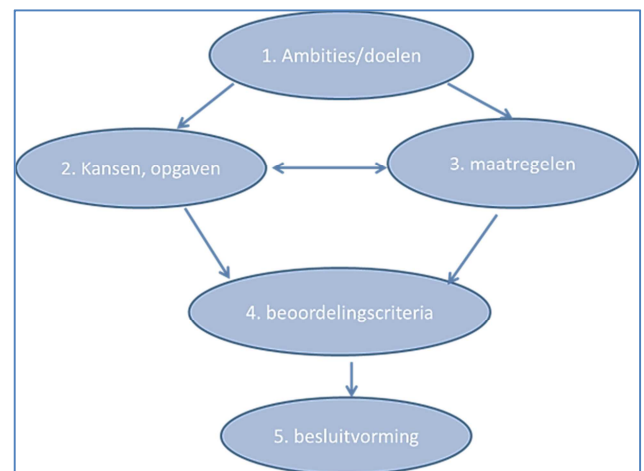 1. Ambities/doelen
2. Kansen, opgaven
3. maatregelen
4. beoordelingscriteria
5. besluitvorming